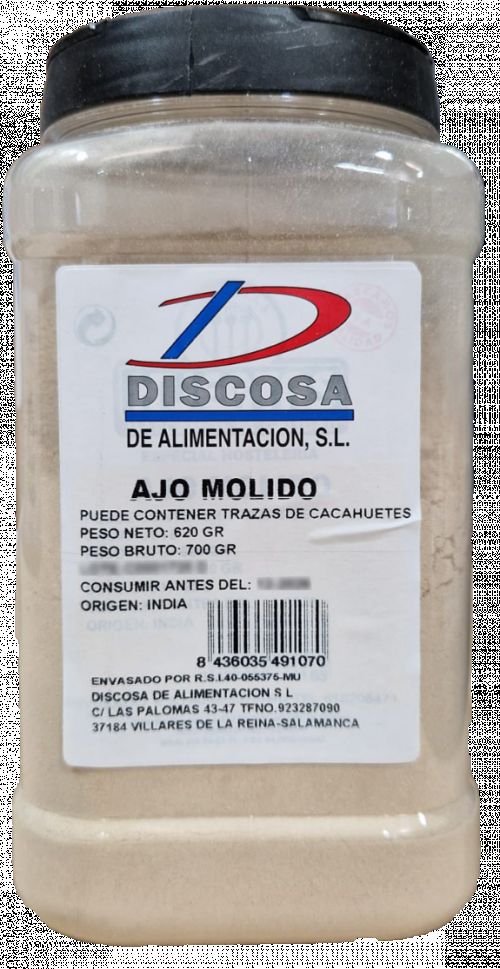 DISCOSA
DE ALIMENTACION, S.L.
ESPECIAL HOSTELERIA
AJO MOLIDO
PUEDE CONTENER TRAZAS DE CACAHUETES
PESO NETO: 620 GR
PESO BRUTO: 700 GR
CONSUMIR ANTES DEL:
ORIGEN: INDIA
8 436035 491070
ENVASADO POR R.S.I.40-055375-MU
DISCOSA DE ALIMENTACION S L
C/ LAS PALOMAS 43-47 TFNO.923287090
37184 VILLARES DE LA REINA-SALAMANCA